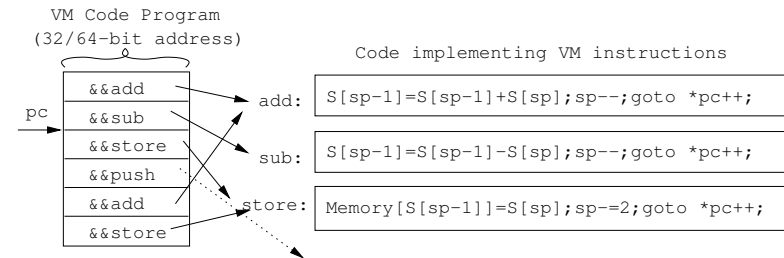 VM Code Program
(32/64-bit address)
Code implementing VM instructions
pc
&&add
&&sub
&&store
&&push
&&add
&&store
add: S[sp-1]=S[sp-1]+S[sp];sp--;goto *pc++;
sub: S[sp-1]=S[sp-1]-S[sp];sp--;goto *pc++;
store: Memory[S[sp-1]]=S[sp];sp-=2;goto *pc++;